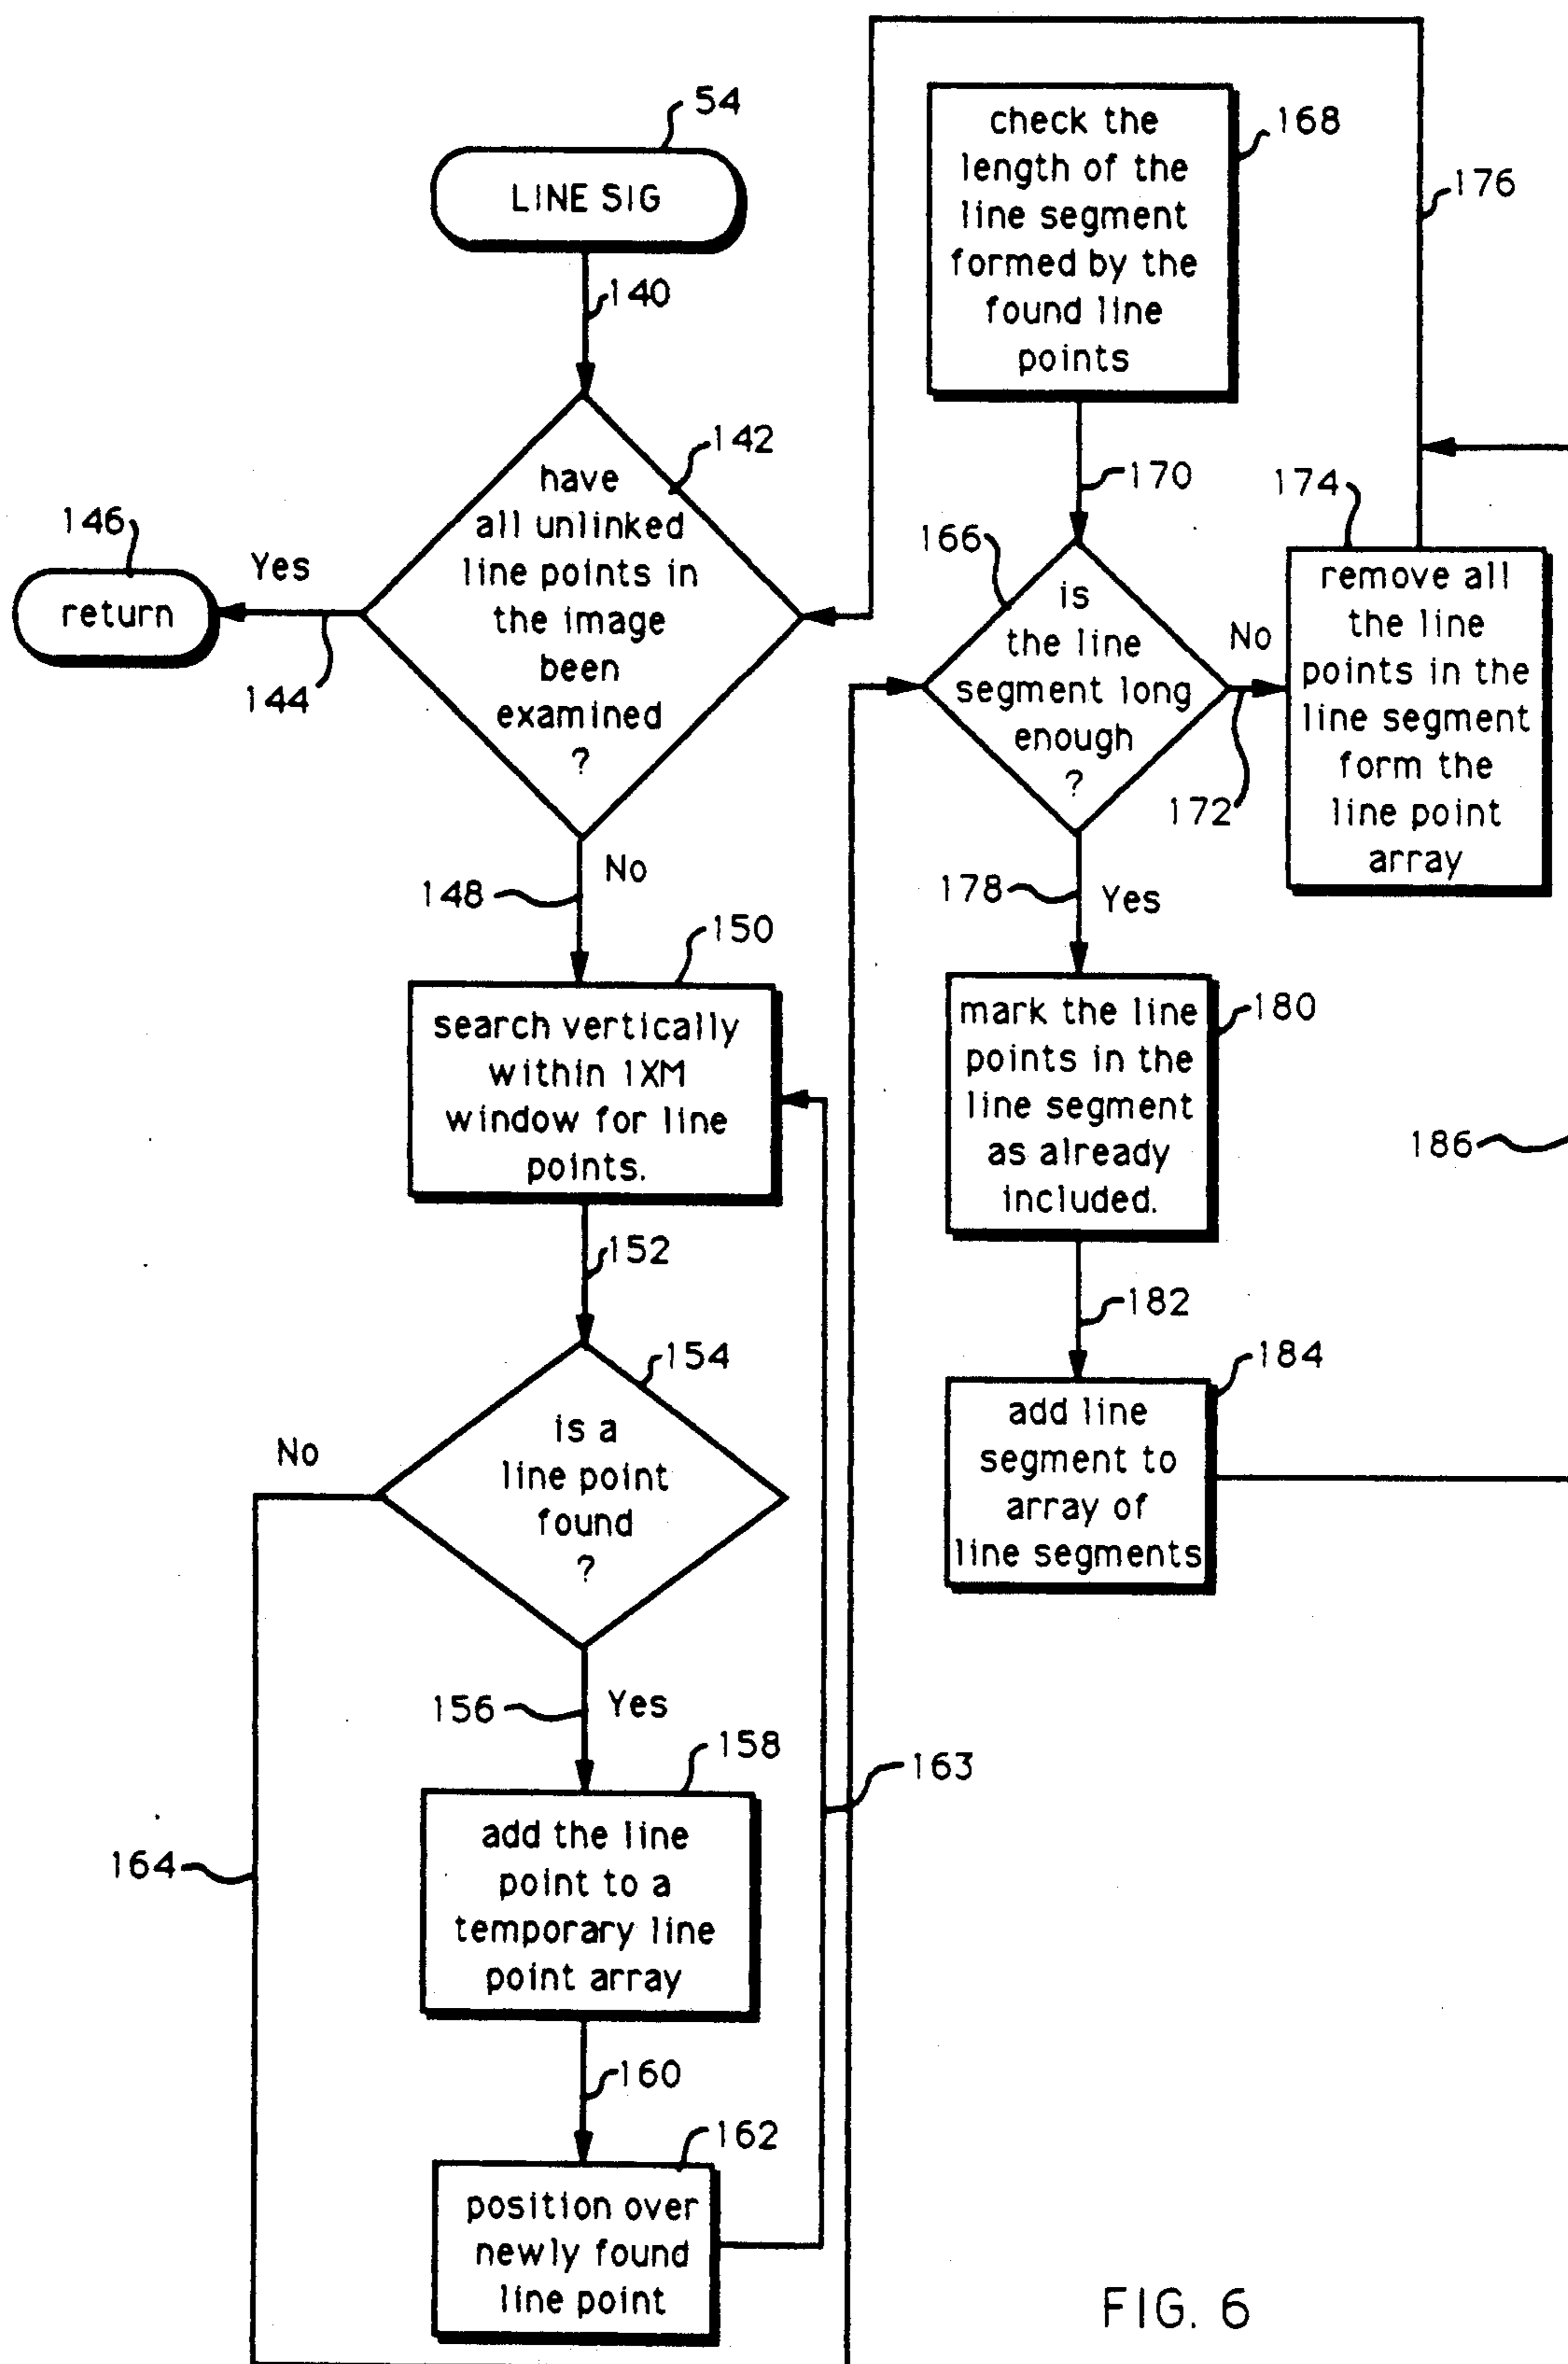 54
LINE SIG
140
142
have
all unlinked
line points in
the image
been
examined
?
Yes
146
return
144
No
148
150
search vertically
within 1XM
window for line
points.
152
154
is a
line point
found
?
No
156
Yes
158
add the line
point to a
temporary line
point array
163
164
160
162
position over
newly found
line point
check the
length of the
line segment
formed by the
found line
points
168
176
170
166
is
the line
segment long
enough
?
No
172
174
remove all
the line
points in the
line segment
form the
line point
array
178
Yes
mark the line
points in the
line segment
as already
included.
180
186
182
184
add line
segment to
array of
line segments
FIG. 6